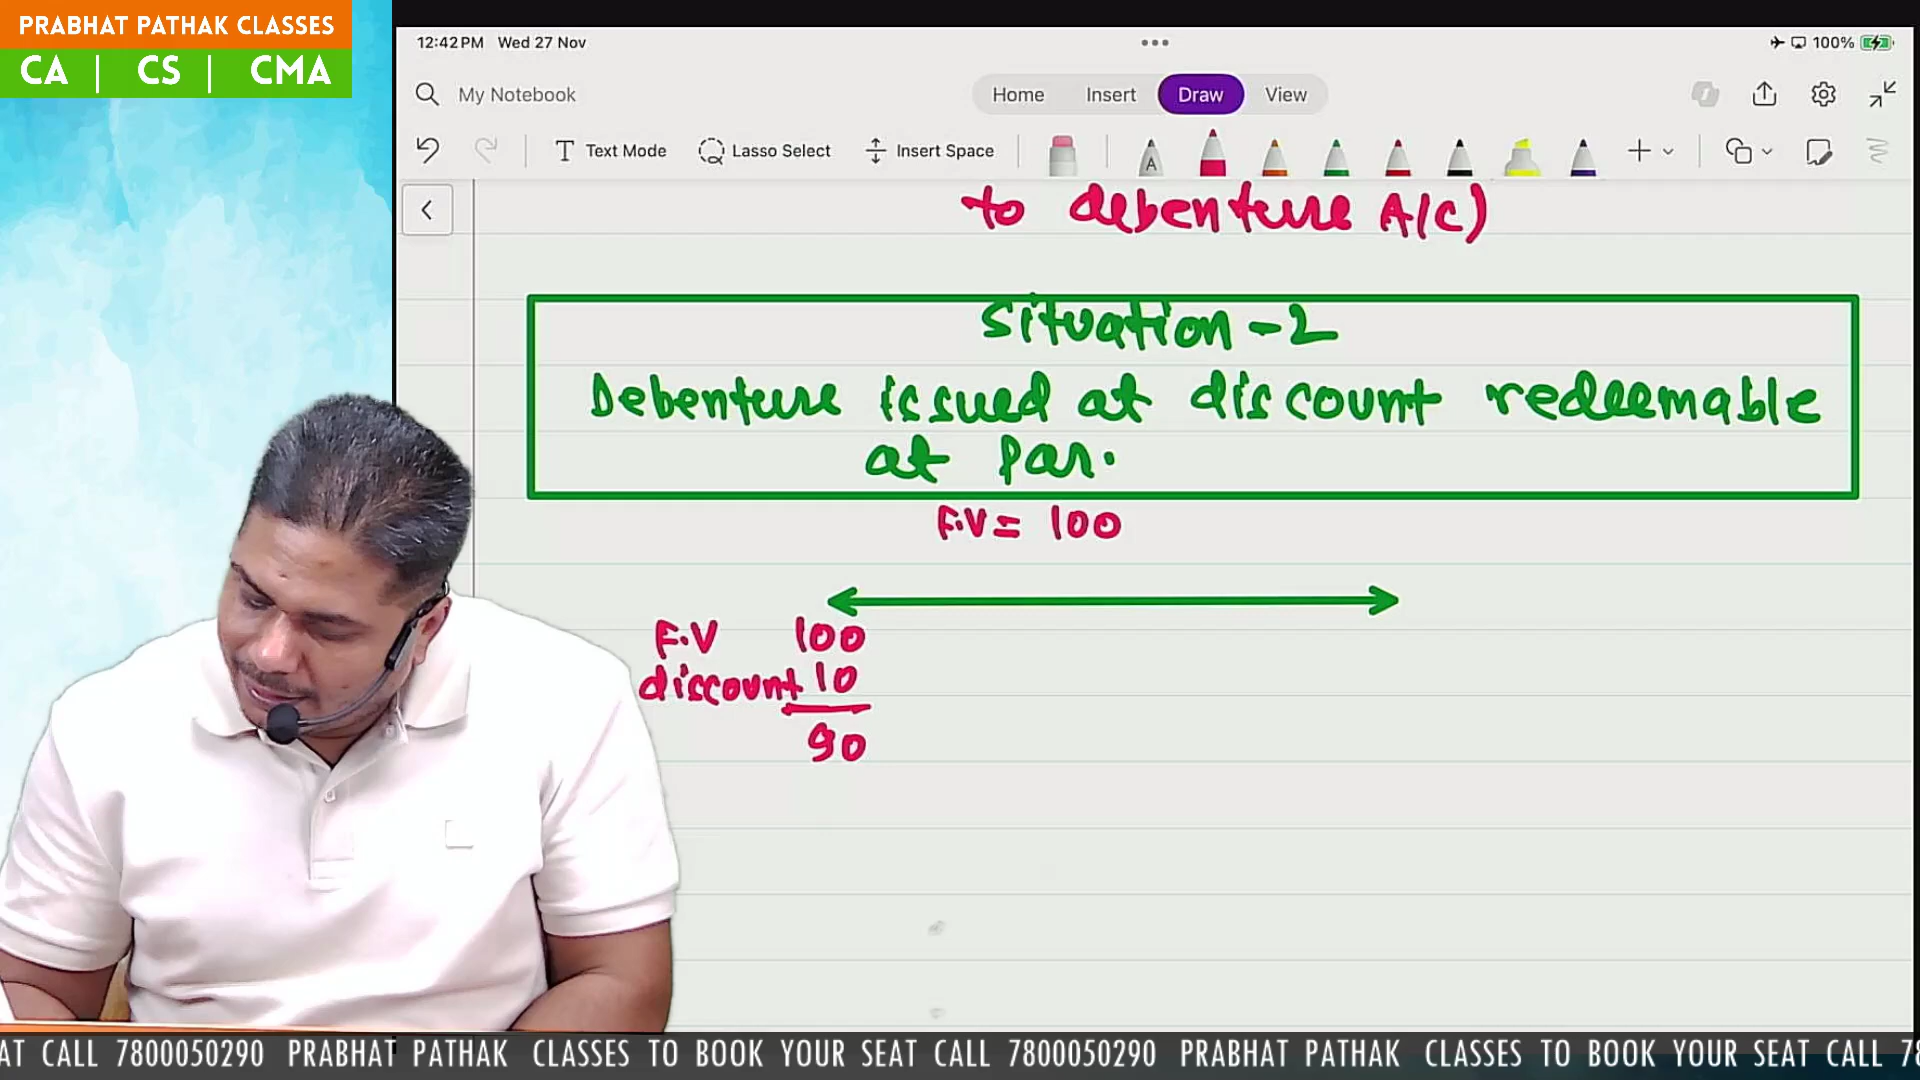 PRABHAT PATHAK CLASSES
CA | CS | CMA
12:42 PM Wed 27 Nov
100%
My Notebook
Home Insert Draw View
Text Mode Lasso Select Insert Space
A
to debenture A/C)
Situation - 2
Debenture issued at discount redeemable
at Par.
F.V = 100
F.V 100
discount 10
90
AT CALL 7800050290 PRABHAT PATHAK CLASSES TO BOOK YOUR SEAT CALL 7800050290 PRABHAT PATHAK CLASSES TO BOOK YOUR SEAT CALL 78